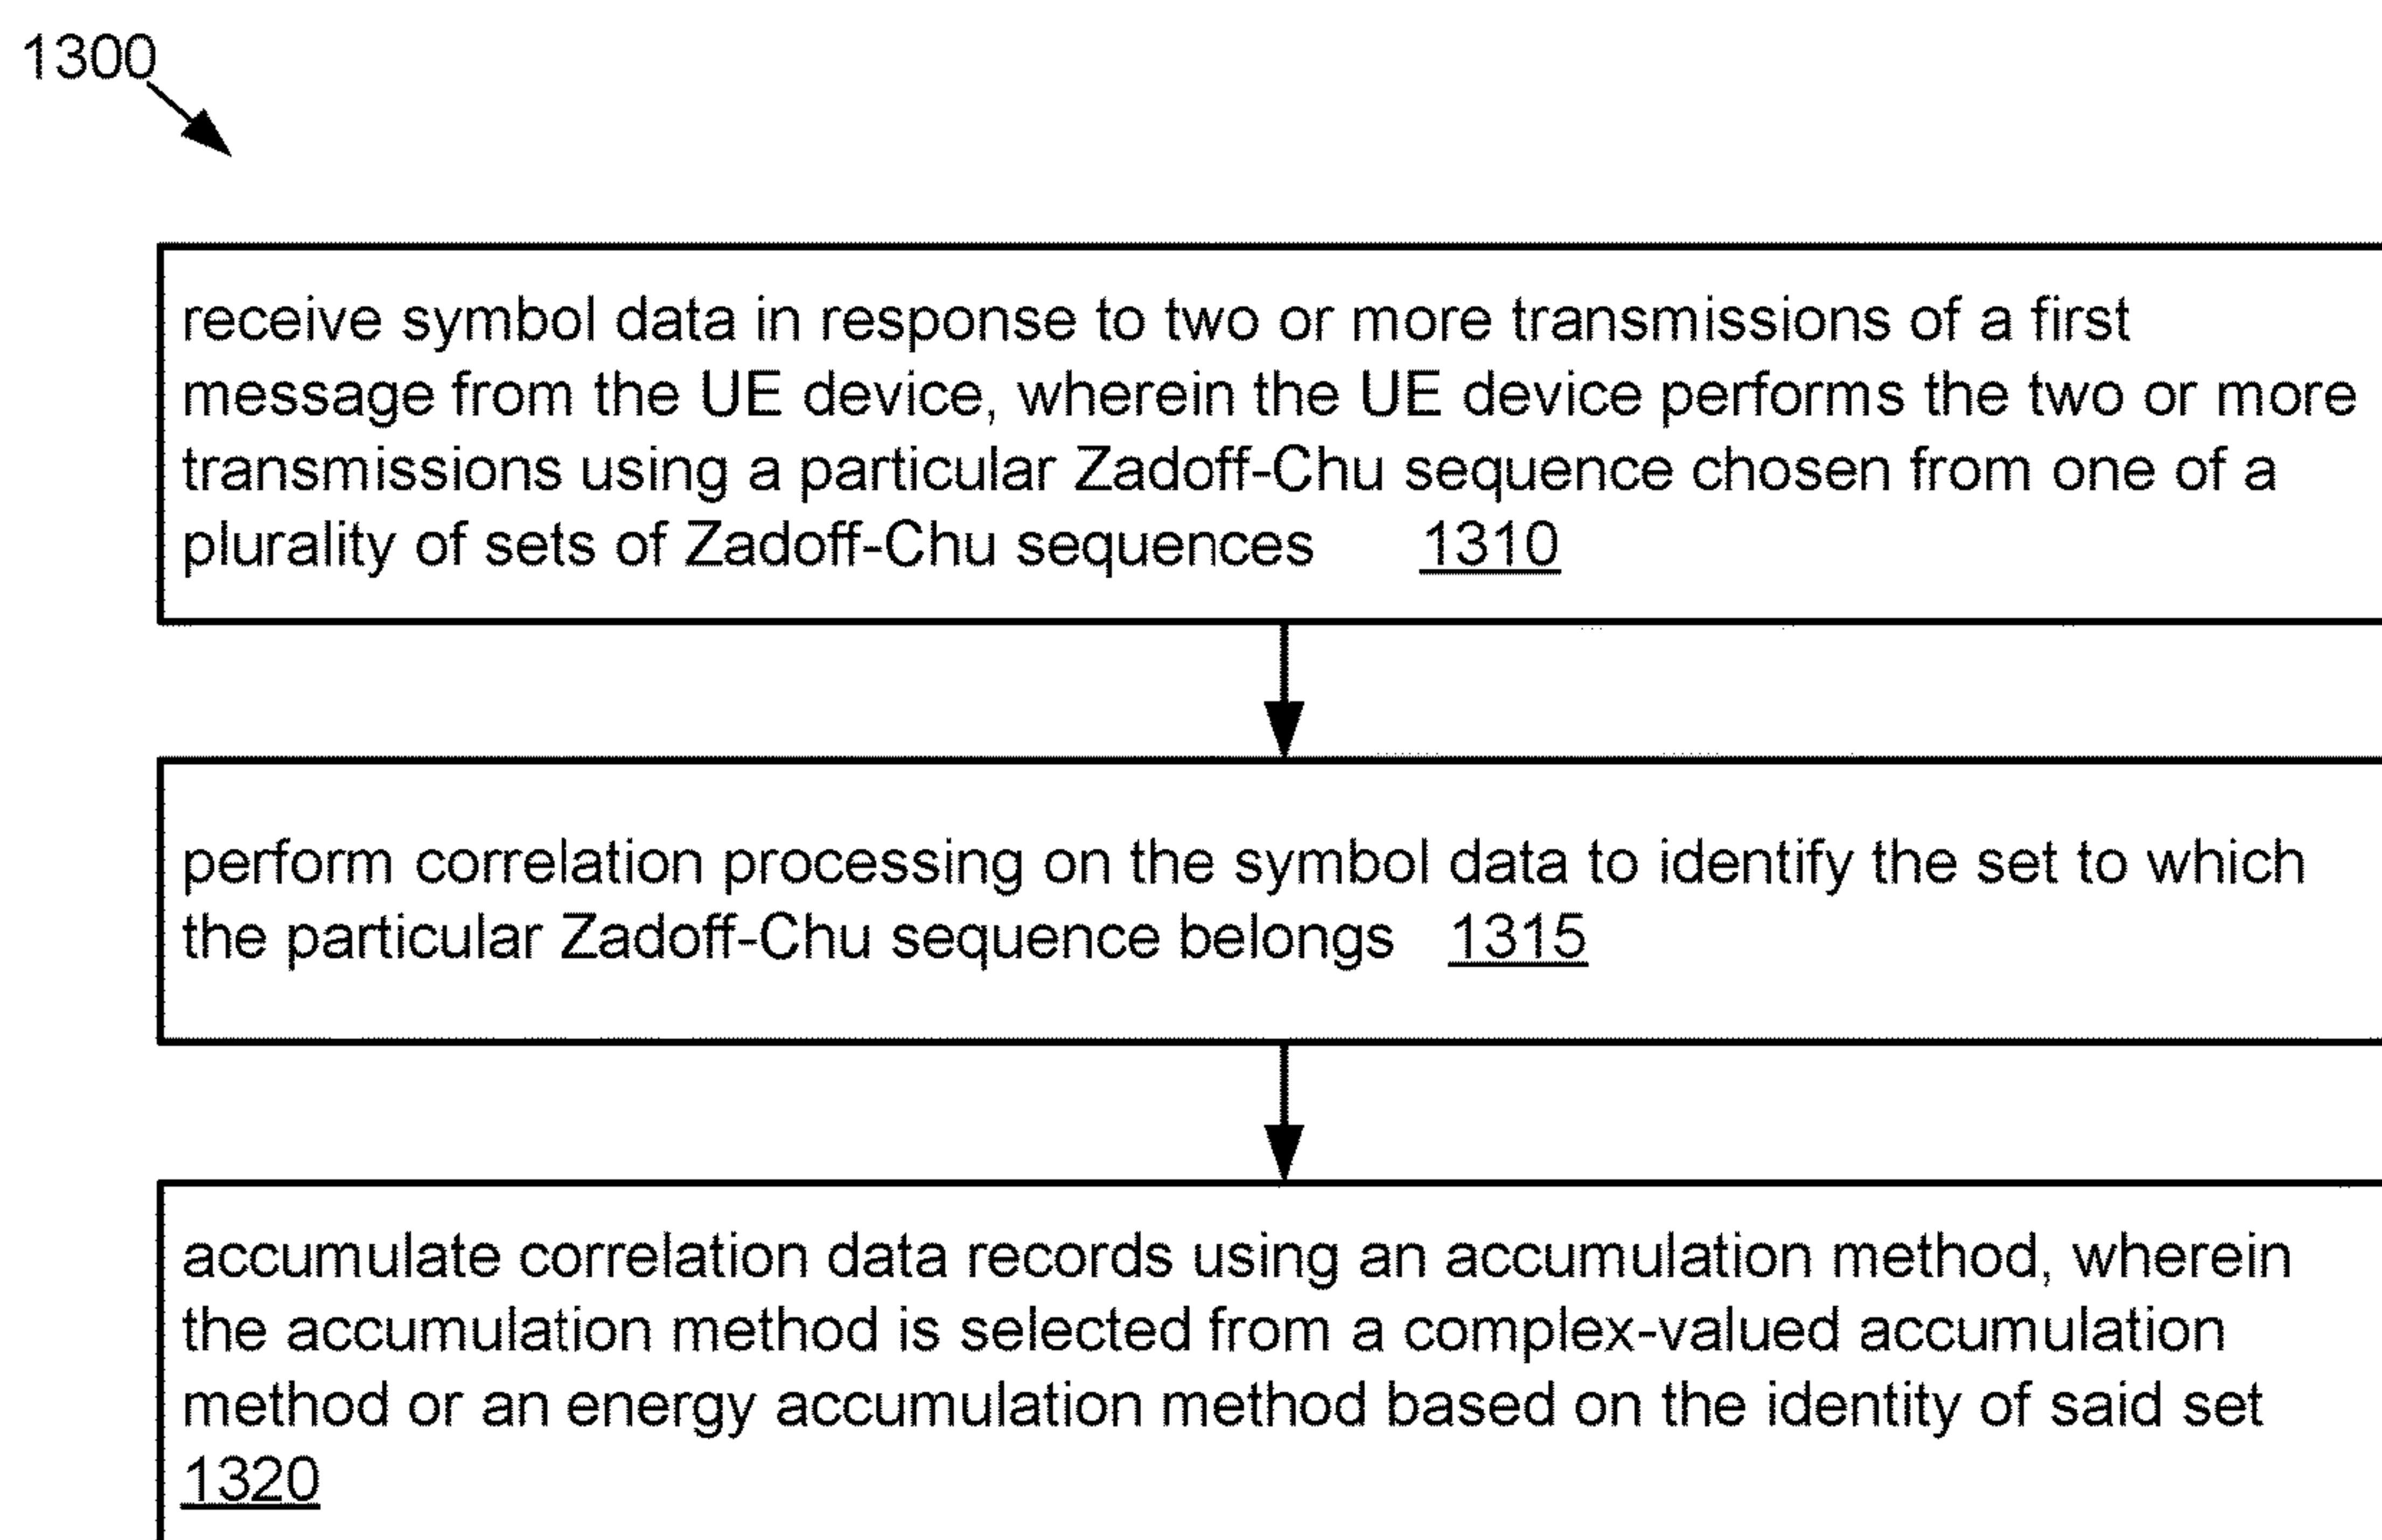 1300
receive symbol data in response to two or more transmissions of a first
message from the UE device, wherein the UE device performs the two or more
transmissions using a particular Zadoff-Chu sequence chosen from one of a
plurality of sets of Zadoff-Chu sequences 1310
perform correlation processing on the symbol data to identify the set to which
the particular Zadoff-Chu sequence belongs 1315
accumulate correlation data records using an accumulation method, wherein
the accumulation method is selected from a complex-valued accumulation
method or an energy accumulation method based on the identity of said set
1320